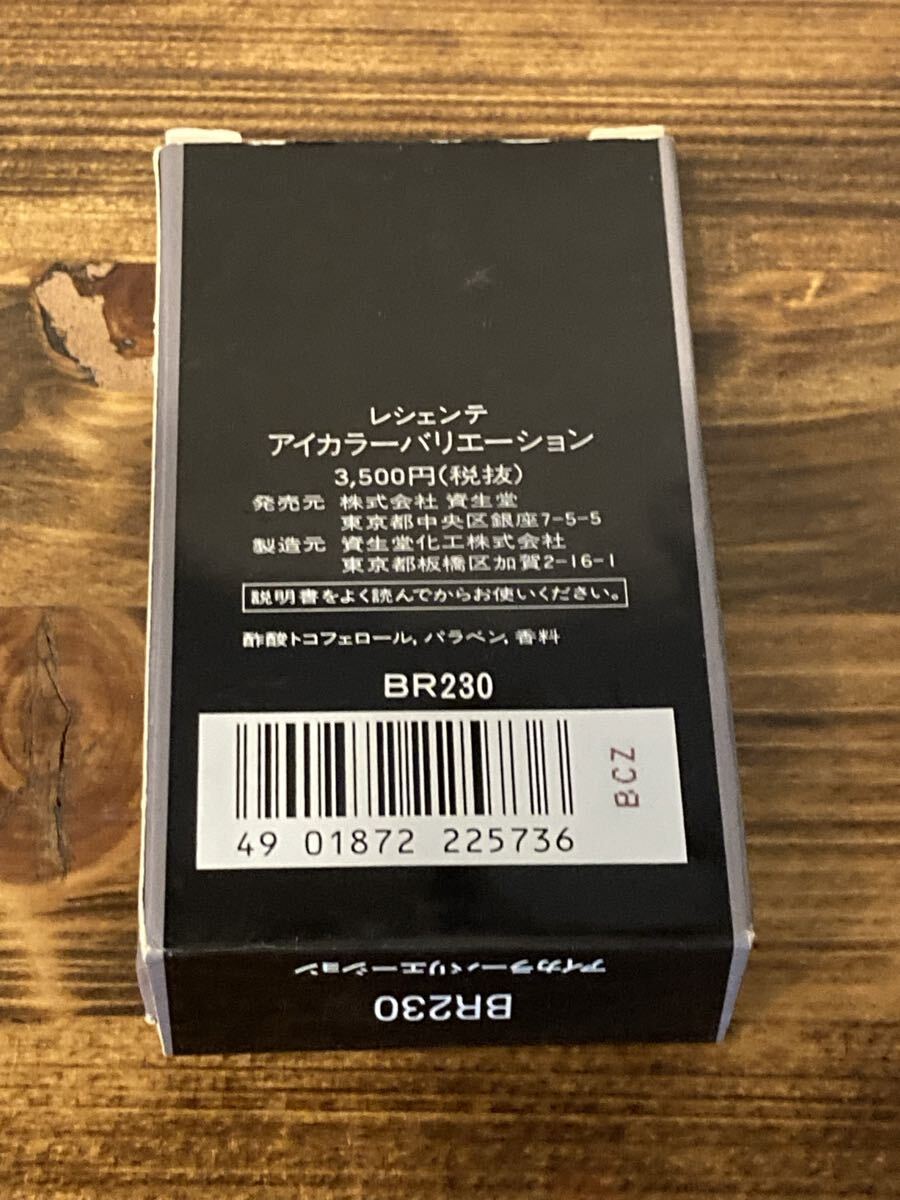 レシェンテ
アイカラーバリエーション
3,500円(税抜)
発売元 株式会社 資生堂
東京都中央区銀座7-5-5
製造元 資生堂化工株式会社
東京都板橋区加賀2-16-1
説明書をよく読んでからお使いください。
酢酸トコフェロール, パラベン, 香料
BR230
BCZ
49 01872 225736
アイカラーバリエーション
BR230